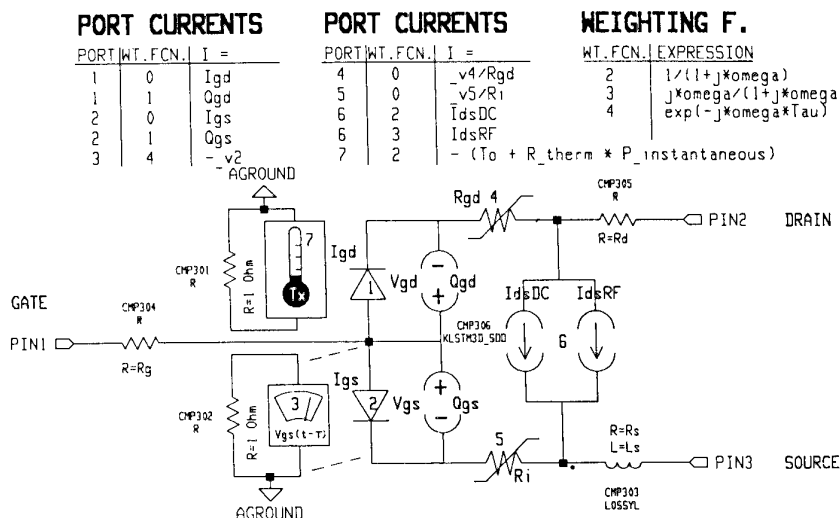 PORT CURRENTS
PORT WT.FCN. I =
1 0 Igd
1 1 Qgd
2 0 Igs
2 1 Qgs
3 4 -_v2
PORT CURRENTS
PORT WT.FCN. I =
4 0 _v4/Rgd
5 0 _v5/Ri
6 2 IdsDC
6 3 IdsRF
7 2 - (To + R_therm * P_instantaneous)
WEIGHTING F.
WT.FCN. EXPRESSION
2 1/(1+j*omega)
3 j*omega/(1+j*omega
4 exp(-j*omega*Tau)
AGROUND
CMP301
R
R=1 Ohm
7
Tx
Igd
1
Vgd
Qgd
Rgd 4
CMP305
R
R=Rd
PIN2 DRAIN
GATE
PIN1
CMP304
R
R=Rg
CMP306
KLSTM3D_SDD
IdsDC
IdsRF
6
CMP302
R
R=1 Ohm
3
Vgs(t-τ)
Igs
2
Vgs
Qgs
5
Ri
R=Rs
L=Ls
CMP303
LOSSYL
PIN3 SOURCE
AGROUND